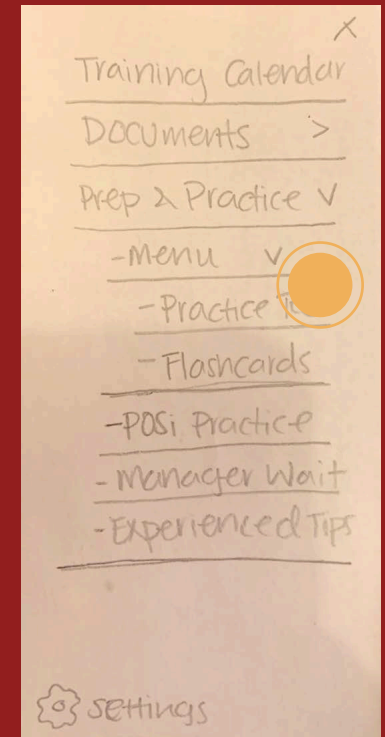 X
Training Calendar
Documents >
Prep & Practice v
-Menu v
-Practice
-Flashcards
-POSi Practice
-Manager Wait
-Experienced Tips
settings